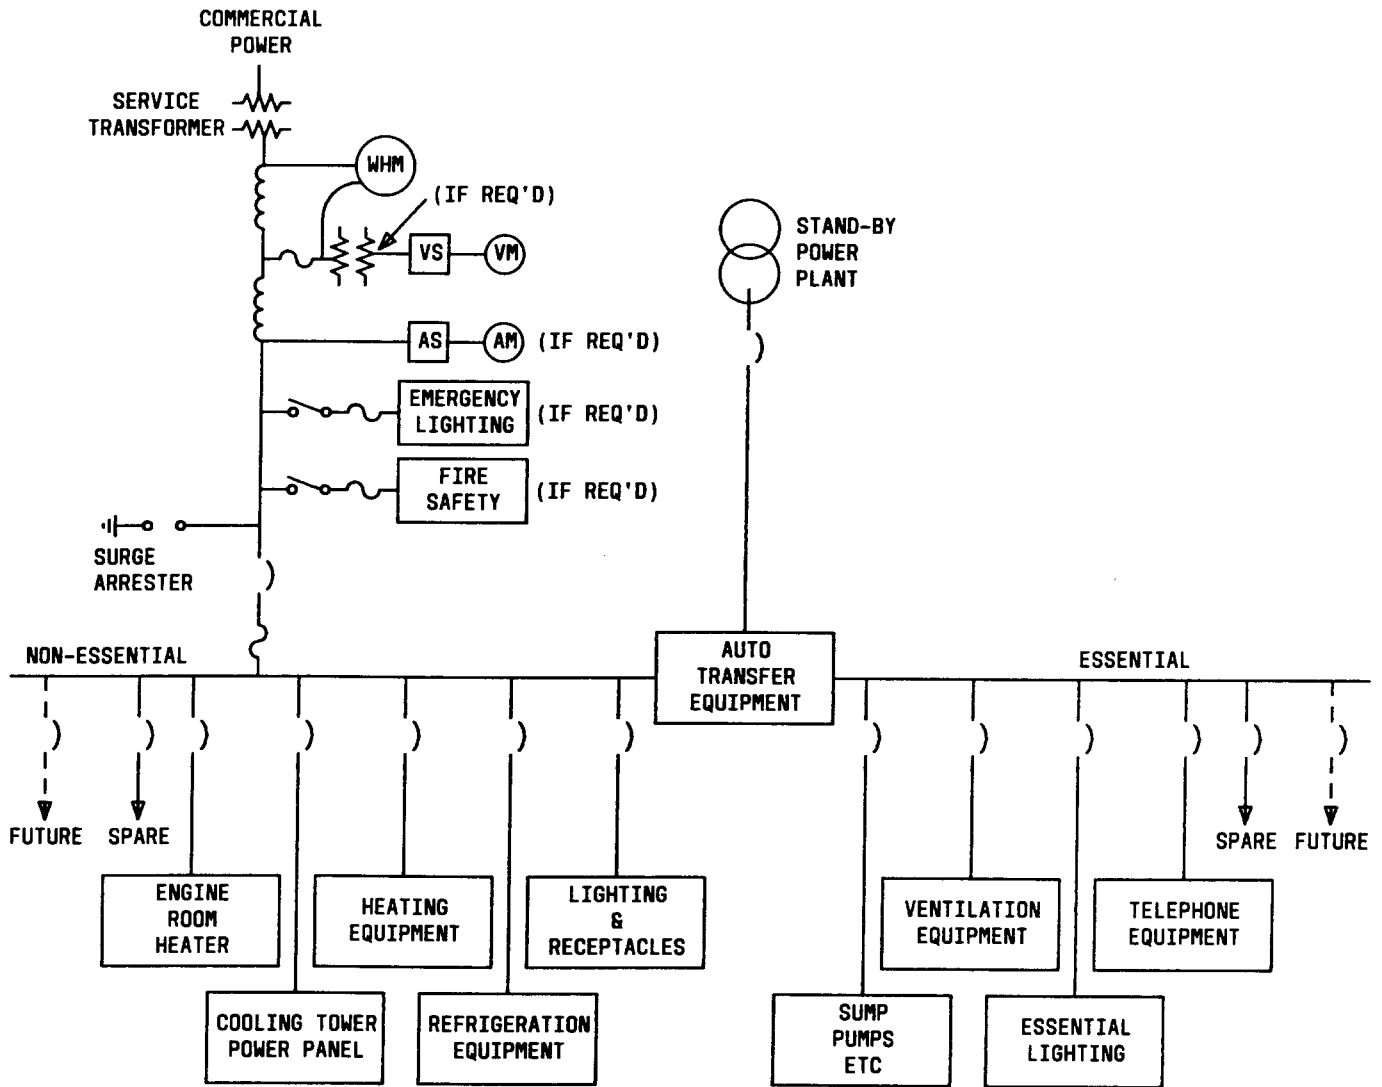 COMMERCIAL
POWER
SERVICE
TRANSFORMER
WHM
(IF REQ'D)
VS
VM
STAND-BY
POWER
PLANT
AS
AM
(IF REQ'D)
EMERGENCY
LIGHTING
(IF REQ'D)
FIRE
SAFETY
(IF REQ'D)
SURGE
ARRESTER
NON-ESSENTIAL
AUTO
TRANSFER
EQUIPMENT
ESSENTIAL
FUTURE
SPARE
SPARE
FUTURE
ENGINE
ROOM
HEATER
HEATING
EQUIPMENT
LIGHTING
&
RECEPTACLES
VENTILATION
EQUIPMENT
TELEPHONE
EQUIPMENT
COOLING TOWER
POWER PANEL
REFRIGERATION
EQUIPMENT
SUMP
PUMPS
ETC
ESSENTIAL
LIGHTING